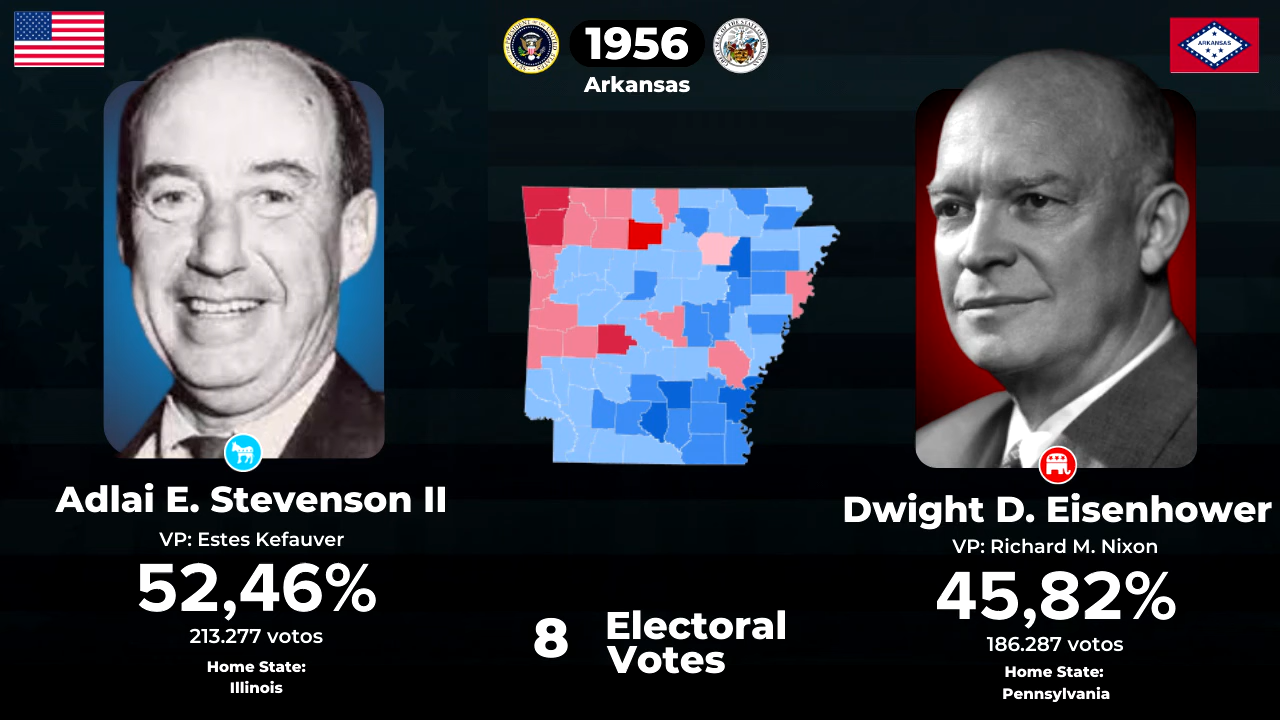 1956
Arkansas
ARKANSAS
Adlai E. Stevenson II
VP: Estes Kefauver
52,46%
213.277 votos
Home State:
Illinois
8 Electoral
Votes
Dwight D. Eisenhower
VP: Richard M. Nixon
45,82%
186.287 votos
Home State:
Pennsylvania